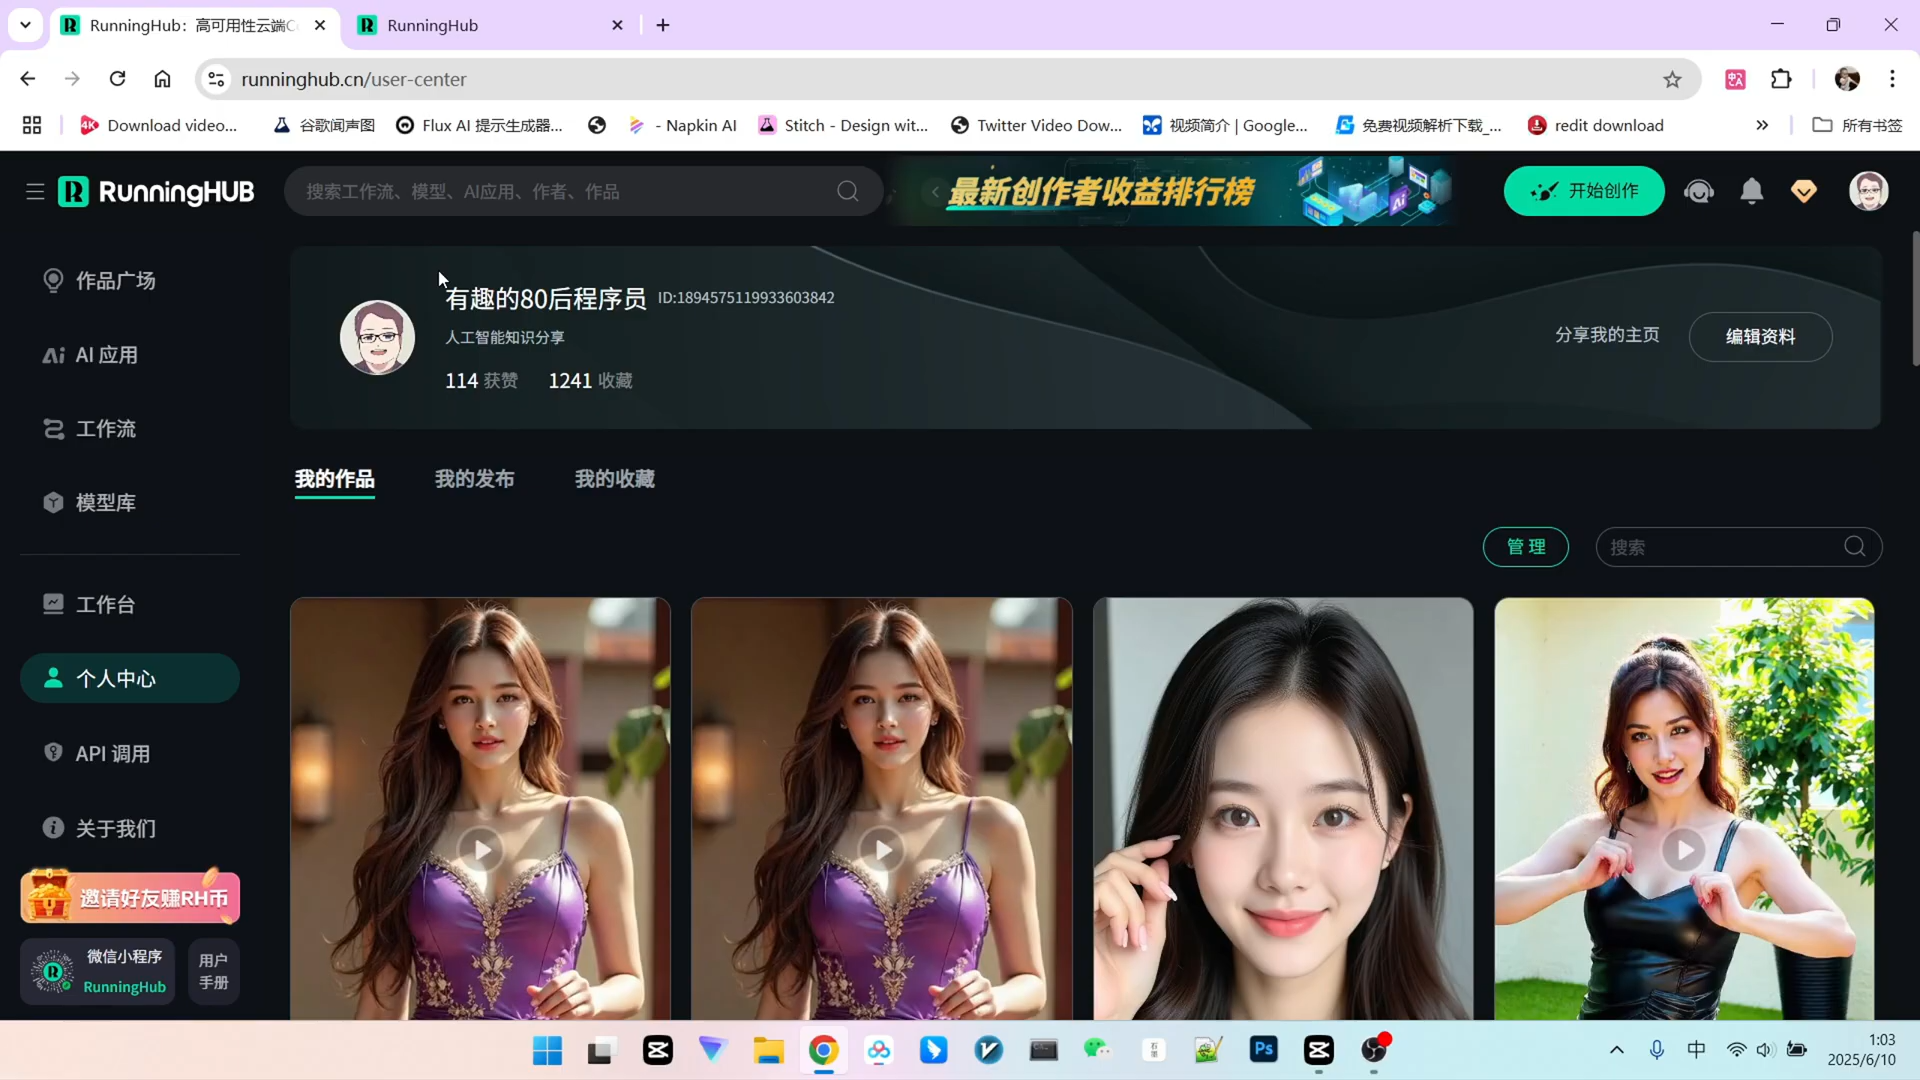 RunningHub：高可用性云端C
RunningHub
runninghub.cn/user-center
Download video...
谷歌闻声图
Flux AI 提示生成器...
- Napkin AI
Stitch - Design wit...
Twitter Video Dow...
视频简介 | Google...
免费视频解析下载_...
redit download
所有书签
RunningHUB
搜索工作流、模型、AI应用、作者、作品
最新创作者收益排行榜
开始创作
作品广场
AI 应用
工作流
模型库
工作台
个人中心
API 调用
关于我们
邀请好友赚RH币
微信小程序
RunningHub
用户
手册
有趣的80后程序员 ID:1894575119933603842
人工智能知识分享
114 获赞 1241 收藏
分享我的主页
编辑资料
我的作品 我的发布 我的收藏
管 理
搜索
Ps
中
1:03
2025/6/10